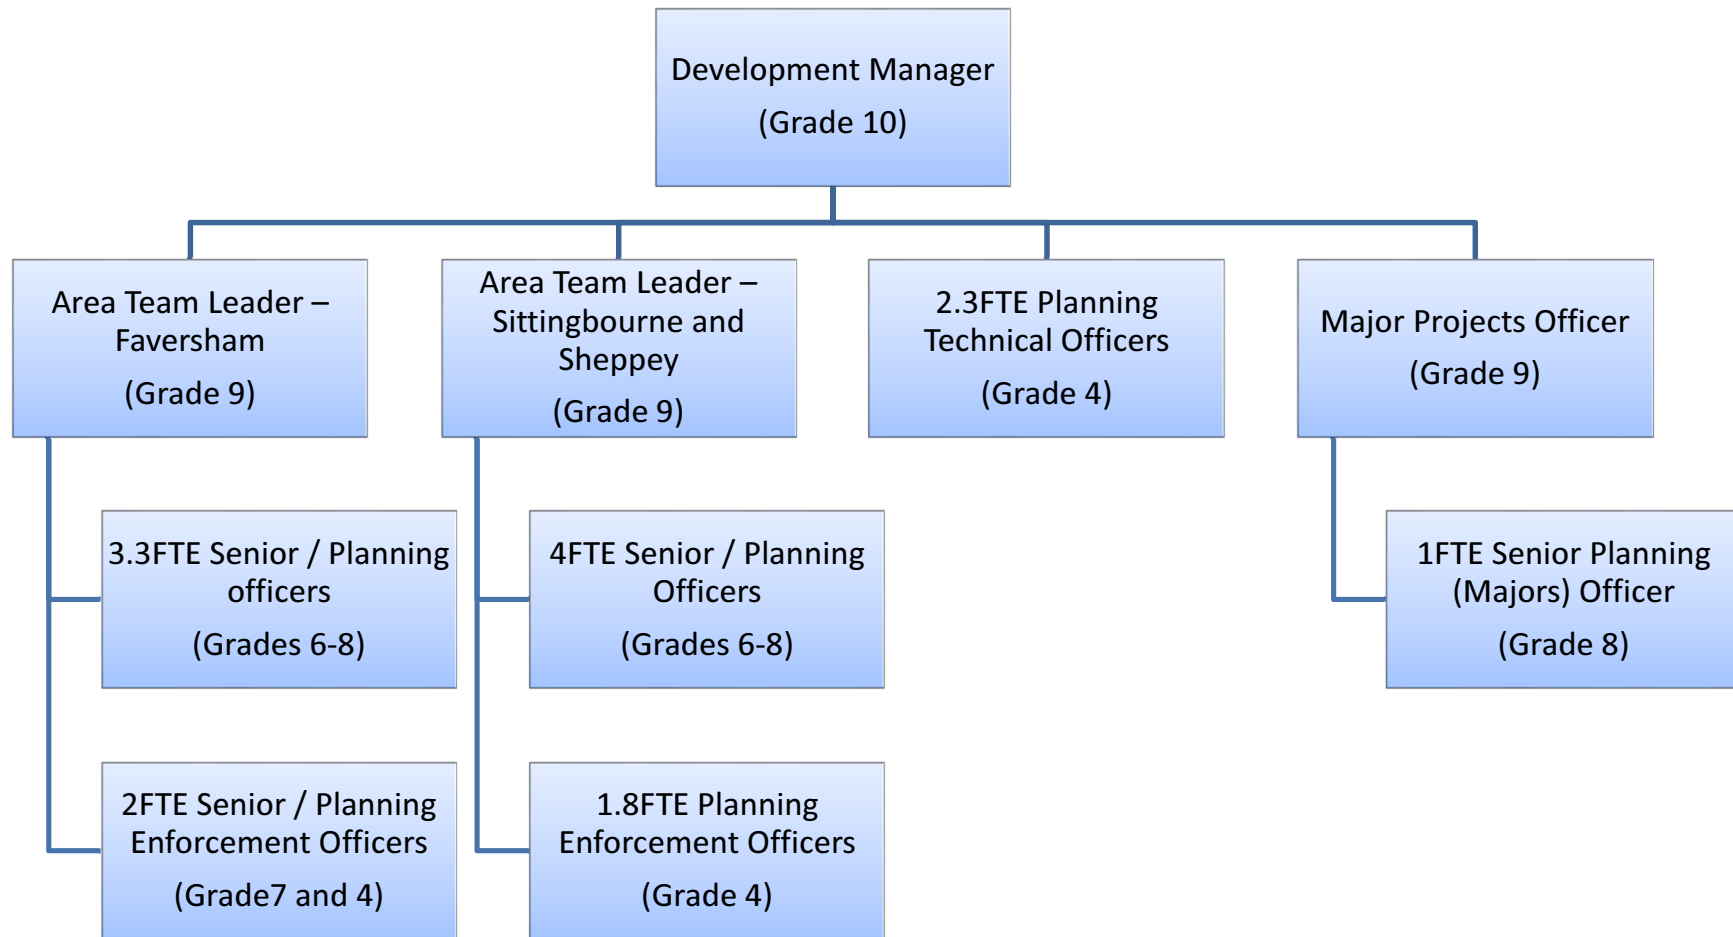 Development Manager
(Grade 10)
Area Team Leader –
Faversham
(Grade 9)
Area Team Leader –
Sittingbourne and
Sheppey
(Grade 9)
2.3FTE Planning
Technical Officers
(Grade 4)
Major Projects Officer
(Grade 9)
3.3FTE Senior / Planning
officers
(Grades 6-8)
4FTE Senior / Planning
Officers
(Grades 6-8)
1FTE Senior Planning
(Majors) Officer
(Grade 8)
2FTE Senior / Planning
Enforcement Officers
(Grade7 and 4)
1.8FTE Planning
Enforcement Officers
(Grade 4)